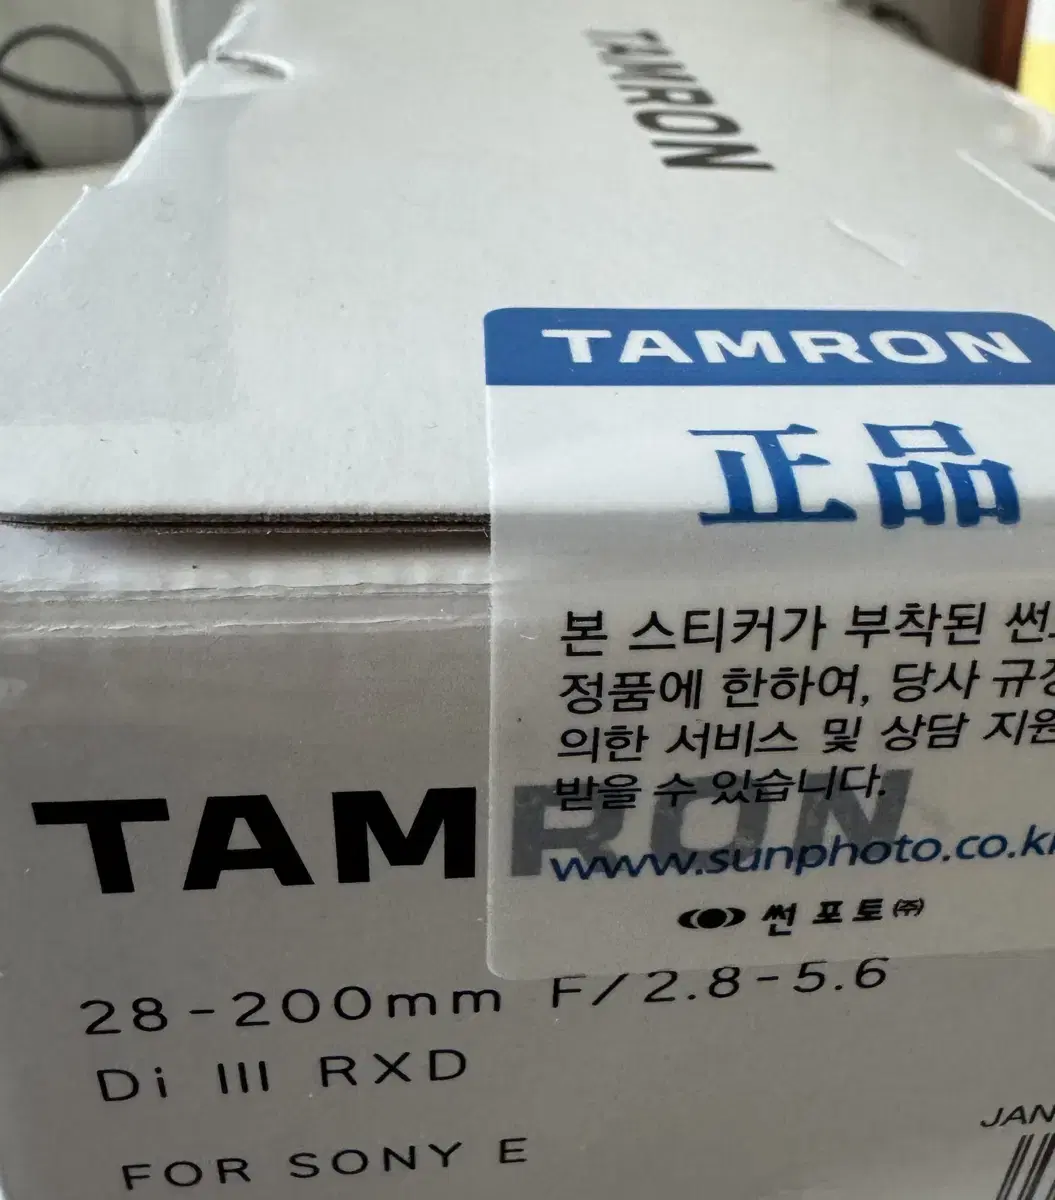 TAMRON
TAMRON
正品
본 스티커가 부착된 썬
정품에 한하여, 당사 규정
의한 서비스 및 상담 지원
받을 수 있습니다.
www.sunphoto.co.kr
썬포토㈜
TAMRON
28-200mm F/2.8-5.6
Di III RXD
FOR SONY E
JAN